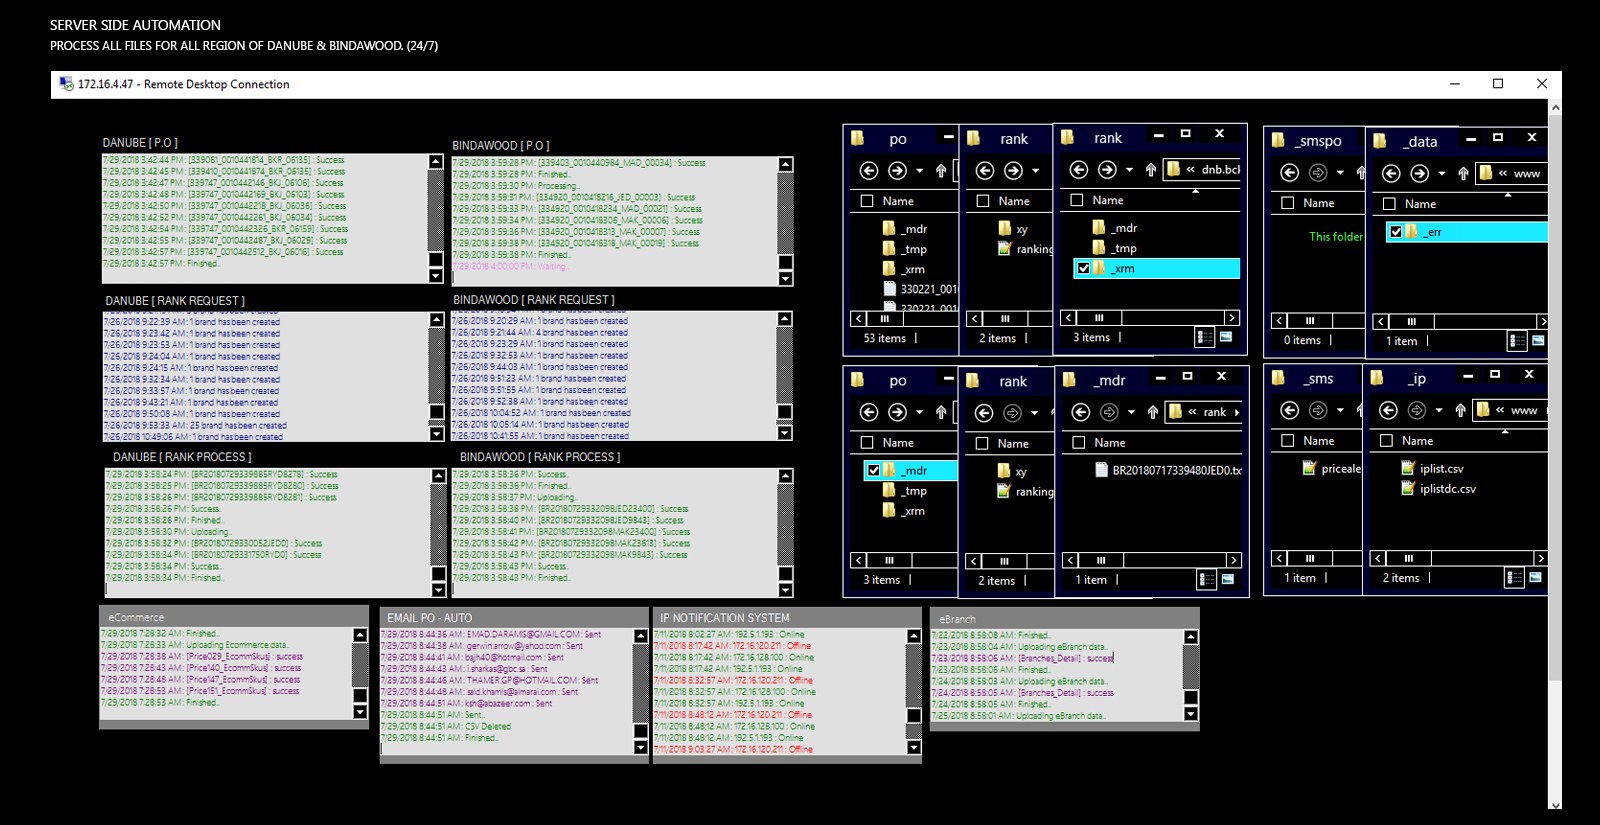 SERVER SIDE AUTOMATION
PROCESS ALL FILES FOR ALL REGION OF DANUBE & BINDAWOOD. (24/7)
172.16.4.47 - Remote Desktop Connection
DANUBE [ P.O ]
7/29/2018 3:42:44 PM: [339061_0010441814_BKR_06135] : Success
7/29/2018 3:42:45 PM: [339410_0010441874_BKR_06135] : Success
7/29/2018 3:42:47 PM: [339747_0010442146_BKJ_06106] : Success
7/29/2018 3:42:48 PM: [339747_0010442169_BKJ_06103] : Success
7/29/2018 3:42:50 PM: [339747_0010442218_BKJ_06036] : Success
7/29/2018 3:42:52 PM: [339747_0010442261_BKJ_06034] : Success
7/29/2018 3:42:54 PM: [339747_0010442326_BKR_06159] : Success
7/29/2018 3:42:55 PM: [339747_0010442487_BKJ_06029] : Success
7/29/2018 3:42:57 PM: [339747_0010442512_BKJ_06016] : Success
7/29/2018 3:42:57 PM: Finished..
BINDAWOOD [ P.O ]
7/29/2018 3:59:28 PM: [339403_0010440984_MAD_00034] : Success
7/29/2018 3:59:28 PM: Finished..
7/29/2018 3:59:30 PM: Processing..
7/29/2018 3:59:31 PM: [334920_0010418216_JED_00003] : Success
7/29/2018 3:59:33 PM: [334920_0010418234_MAD_00021] : Success
7/29/2018 3:59:34 PM: [334920_0010418306_MAK_00006] : Success
7/29/2018 3:59:36 PM: [334920_0010418313_MAK_00007] : Success
7/29/2018 3:59:38 PM: [334920_0010418318_MAK_00019] : Success
7/29/2018 3:59:38 PM: Finished..
7/29/2018 4:00:00 PM: Waiting..
DANUBE [ RANK REQUEST ]
7/26/2018 9:22:39 AM: 1 brand has been created
7/26/2018 9:23:42 AM: 1 brand has been created
7/26/2018 9:23:53 AM: 1 brand has been created
7/26/2018 9:24:04 AM: 1 brand has been created
7/26/2018 9:24:15 AM: 1 brand has been created
7/26/2018 9:32:34 AM: 1 brand has been created
7/26/2018 9:33:57 AM: 1 brand has been created
7/26/2018 9:43:21 AM: 1 brand has been created
7/26/2018 9:50:08 AM: 1 brand has been created
7/26/2018 9:53:33 AM: 25 brand has been created
7/26/2018 10:49:06 AM: 1 brand has been created
BINDAWOOD [ RANK REQUEST ]
7/26/2018 9:20:29 AM: 1 brand has been created
7/26/2018 9:21:44 AM: 4 brand has been created
7/26/2018 9:23:29 AM: 1 brand has been created
7/26/2018 9:32:53 AM: 1 brand has been created
7/26/2018 9:44:03 AM: 1 brand has been created
7/26/2018 9:51:23 AM: 1 brand has been created
7/26/2018 9:51:55 AM: 1 brand has been created
7/26/2018 9:52:38 AM: 1 brand has been created
7/26/2018 10:04:52 AM: 1 brand has been created
7/26/2018 10:05:14 AM: 1 brand has been created
7/26/2018 10:41:55 AM: 1 brand has been created
DANUBE [ RANK PROCESS ]
7/29/2018 3:58:24 PM: [BR20180729339885RYD8278] : Success
7/29/2018 3:58:25 PM: [BR20180729339885RYD8280] : Success
7/29/2018 3:58:26 PM: [BR20180729339885RYD8281] : Success
7/29/2018 3:58:26 PM: Success..
7/29/2018 3:58:26 PM: Finished..
7/29/2018 3:58:30 PM: Uploading..
7/29/2018 3:58:32 PM: [BR20180729330052JED0] : Success
7/29/2018 3:58:34 PM: [BR20180729331750RYD0] : Success
7/29/2018 3:58:34 PM: Success..
7/29/2018 3:58:34 PM: Finished..
BINDAWOOD [ RANK PROCESS ]
7/29/2018 3:58:36 PM: Success..
7/29/2018 3:58:36 PM: Finished..
7/29/2018 3:58:37 PM: Uploading..
7/29/2018 3:58:38 PM: [BR20180729332098JED23400] : Success
7/29/2018 3:58:40 PM: [BR20180729332098JED9843] : Success
7/29/2018 3:58:41 PM: [BR20180729332098MAK23400] : Success
7/29/2018 3:58:42 PM: [BR20180729332098MAK23613] : Success
7/29/2018 3:58:43 PM: [BR20180729332098MAK9843] : Success
7/29/2018 3:58:43 PM: Success..
7/29/2018 3:58:43 PM: Finished..
eCommerce
7/29/2018 7:28:32 AM: Finished..
7/29/2018 7:28:33 AM: Uploading Ecommerce data..
7/29/2018 7:28:38 AM: [Price029_EcommSkus] : success
7/29/2018 7:28:43 AM: [Price140_EcommSkus] : success
7/29/2018 7:28:48 AM: [Price147_EcommSkus] : success
7/29/2018 7:28:53 AM: [Price151_EcommSkus] : success
7/29/2018 7:28:53 AM: Finished..
EMAIL PO - AUTO
7/29/2018 8:44:36 AM: EMAD.DARAMIS@GMAIL.COM : Sent
7/29/2018 8:44:38 AM: gerwin.arrow@yahoo.com : Sent
7/29/2018 8:44:41 AM: bajh40@hotmail.com : Sent
7/29/2018 8:44:43 AM: i.sharkas@gbc.sa : Sent
7/29/2018 8:44:46 AM: THAMER.GP@HOTMAIL.COM : Sent
7/29/2018 8:44:48 AM: said.khamis@almarai.com : Sent
7/29/2018 8:44:51 AM: ksh@abazeer.com : Sent
7/29/2018 8:44:51 AM: Sent..
7/29/2018 8:44:51 AM: CSV Deleted
7/29/2018 8:44:51 AM: Finished..
IP NOTIFICATION SYSTEM
7/11/2018 8:02:27 AM: 192.5.1.193 : Online
7/11/2018 8:17:42 AM: 172.16.120.211 : Offline
7/11/2018 8:17:42 AM: 172.16.128.100 : Online
7/11/2018 8:17:42 AM: 192.5.1.193 : Online
7/11/2018 8:32:57 AM: 172.16.120.211 : Offline
7/11/2018 8:32:57 AM: 172.16.128.100 : Online
7/11/2018 8:32:57 AM: 192.5.1.193 : Online
7/11/2018 8:48:12 AM: 172.16.120.211 : Offline
7/11/2018 8:48:12 AM: 172.16.128.100 : Online
7/11/2018 8:48:12 AM: 192.5.1.193 : Online
7/11/2018 9:03:27 AM: 172.16.120.211 : Offline
eBranch
7/22/2018 8:58:08 AM: Finished..
7/23/2018 8:58:04 AM: Uploading eBranch data..
7/23/2018 8:58:06 AM: [Branches_Detail] : success
7/23/2018 8:58:06 AM: Finished..
7/24/2018 8:58:03 AM: Uploading eBranch data..
7/24/2018 8:58:05 AM: [Branches_Detail] : success
7/24/2018 8:58:05 AM: Finished..
7/25/2018 8:58:01 AM: Uploading eBranch data..
po
Name
_mdr
_tmp
_xrm
330221_001
330221_001
53 items
rank
Name
xy
ranking
2 items
rank
« dnb.bck
Name
_mdr
_tmp
_xrm
3 items
_smspo
Name
This folder
0 items
_data
« www
Name
_err
1 item
po
Name
_mdr
_tmp
_xrm
3 items
rank
Name
xy
ranking
2 items
_mdr
« rank
Name
BR20180717339480JED0.tx
1 item
_sms
Name
priceale
1 item
_ip
« www
Name
iplist.csv
iplistdc.csv
2 items